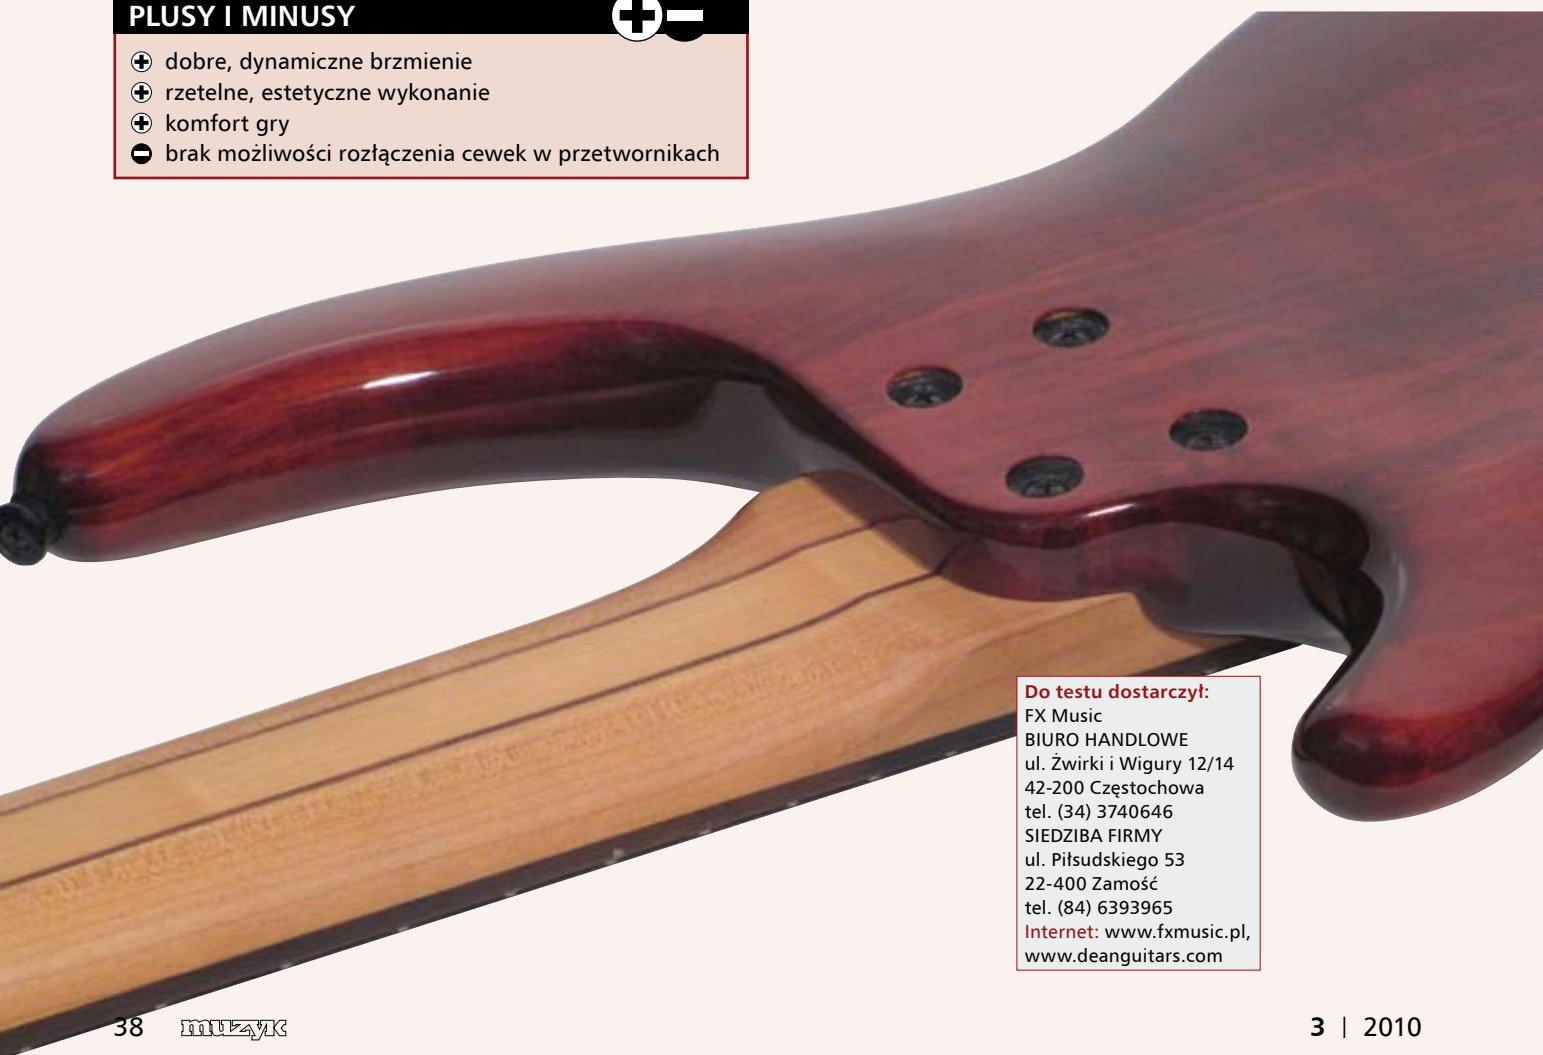 PLUSY I MINUSY
dobre, dynamiczne brzmienie
rzetelne, estetyczne wykonanie
komfort gry
brak możliwości rozłączenia cewek w przetwornikach
Do testu dostarczył:
FX Music
BIURO HANDLOWE
ul. Żwirki i Wigury 12/14
42-200 Częstochowa
tel. (34) 3740646
SIEDZIBA FIRMY
ul. Piłsudskiego 53
22-400 Zamość
tel. (84) 6393965
Internet: www.fxmusic.pl,
www.deanguitars.com
38 muzyk
3 | 2010